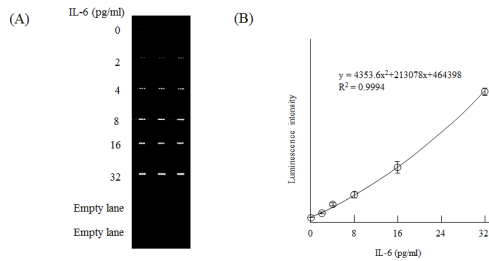 (A)
IL-6 (pg/ml)
0
2
4
8
16
32
Empty lane
Empty lane
(B)
y = 4353.6x²+213078x+464398
R² = 0.9994
Luminescence intensity
0 8 16 24 32
IL-6 (pg/ml)